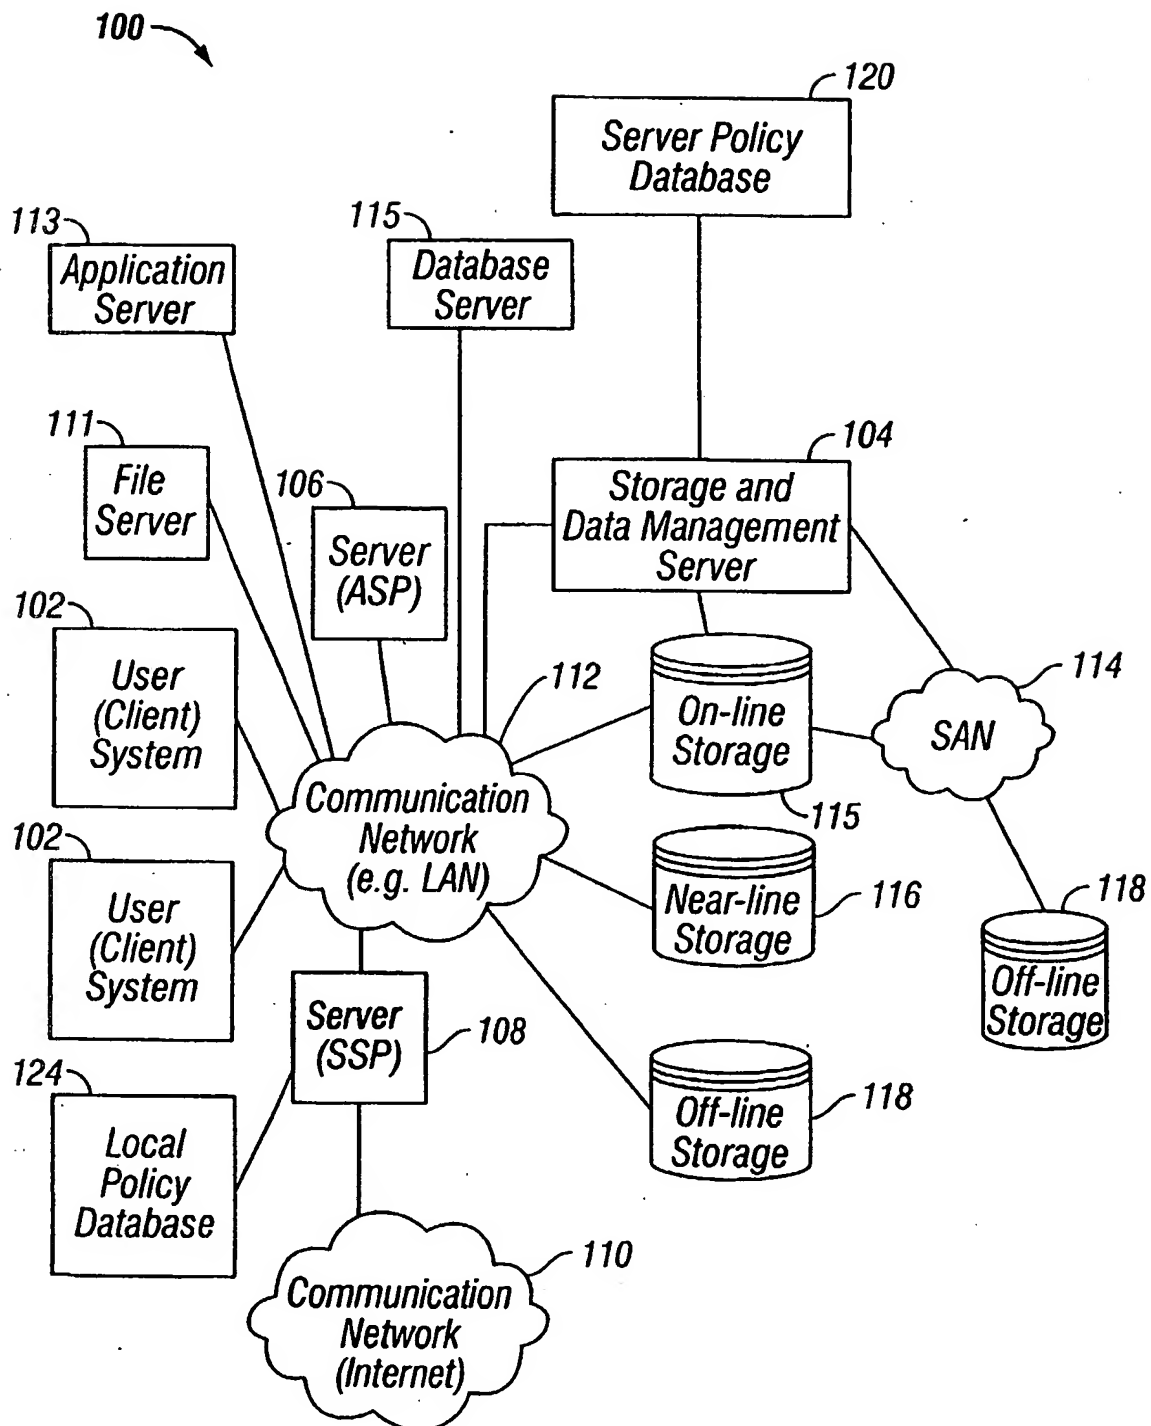 100
120
Server Policy
Database
113
Application
Server
115
Database
Server
111
File
Server
106
Server
(ASP)
104
Storage and
Data Management
Server
102
User
(Client)
System
112
On-line
Storage
115
114
SAN
Communication
Network
(e.g. LAN)
102
User
(Client)
System
Near-line
Storage
116
118
Off-line
Storage
Server
(SSP)
108
124
Local
Policy
Database
Off-line
Storage
118
110
Communication
Network
(Internet)